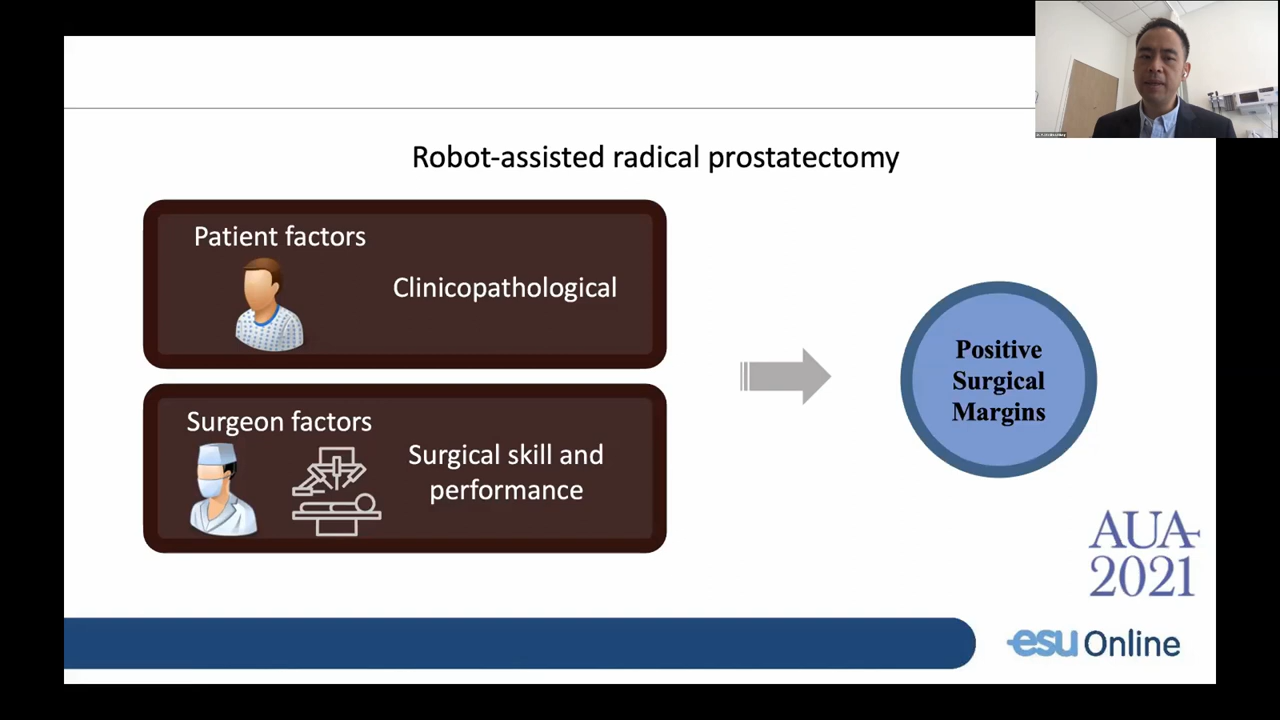 Robot-assisted radical prostatectomy
Patient factors
Clinicopathological
Surgeon factors
Surgical skill and
performance
Positive
Surgical
Margins
AUA
2021
esu Online